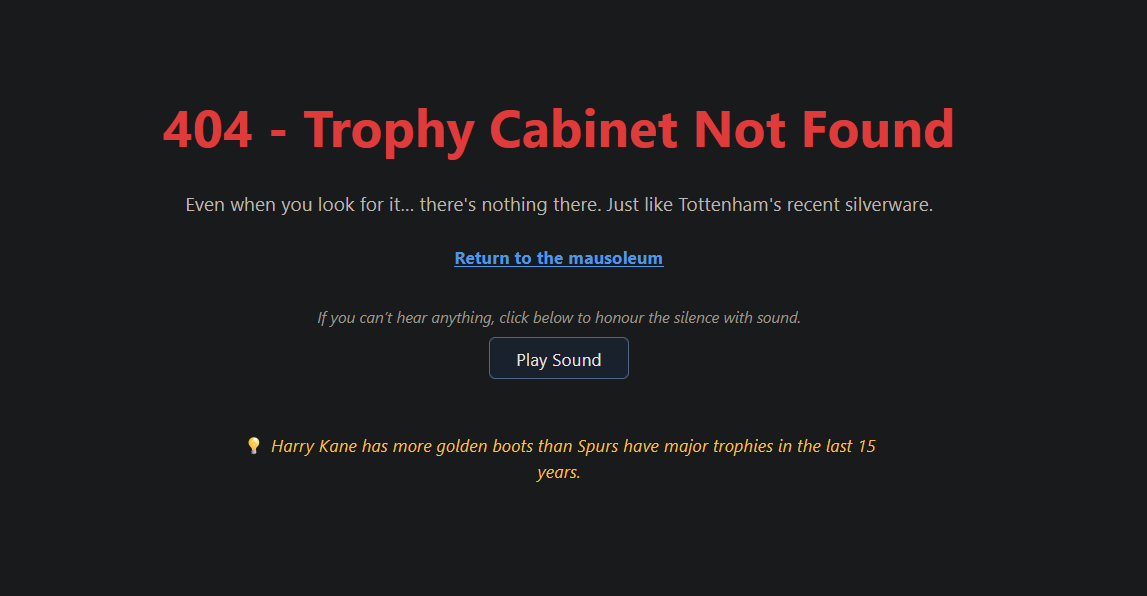 404 - Trophy Cabinet Not Found
Even when you look for it... there's nothing there. Just like Tottenham's recent silverware.
Return to the mausoleum
If you can't hear anything, click below to honour the silence with sound.
Play Sound
💡 Harry Kane has more golden boots than Spurs have major trophies in the last 15
years.